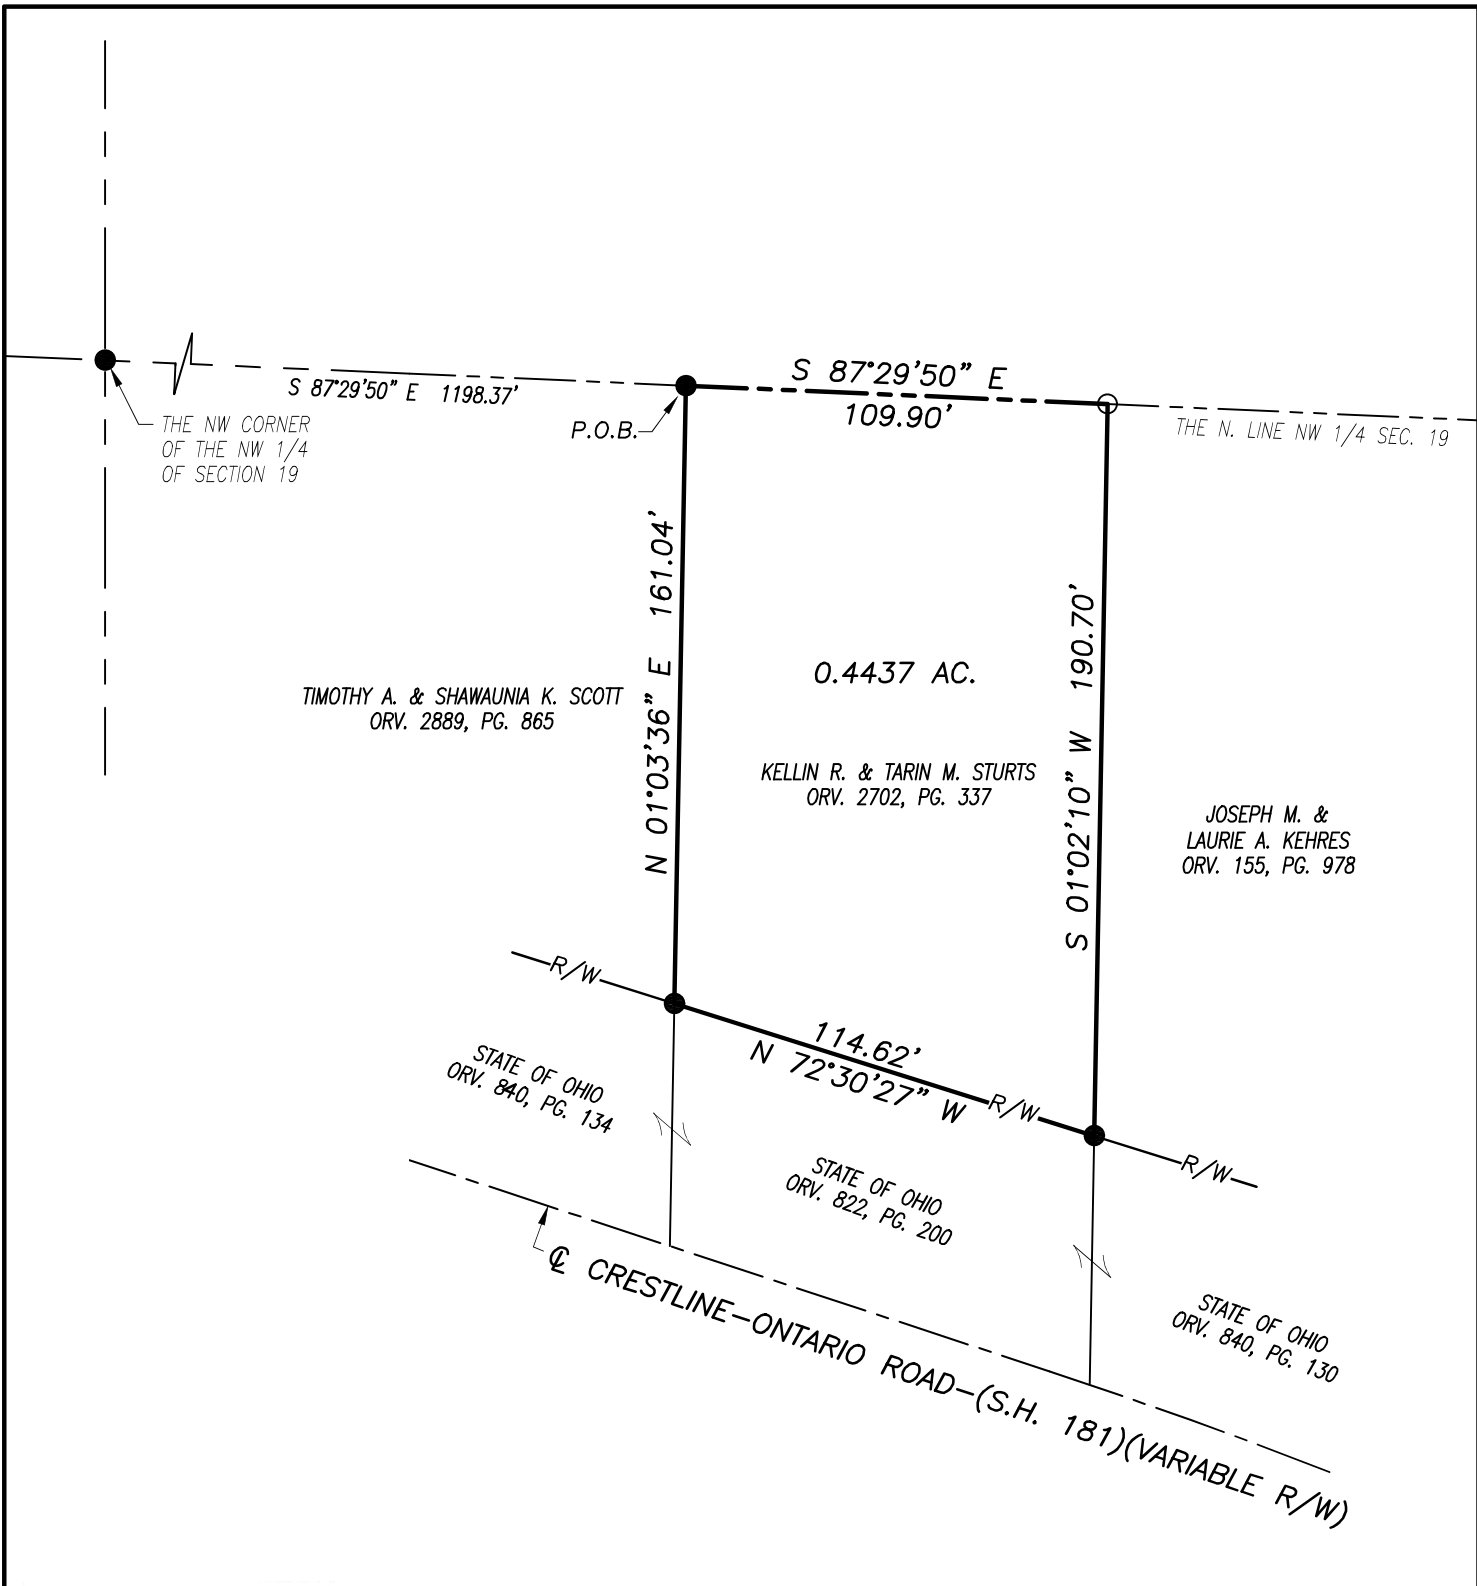 S 87°29'50" E
109.90'
S 87°29'50" E 1198.37'
THE NW CORNER
OF THE NW 1/4
OF SECTION 19
P.O.B.
THE N. LINE NW 1/4 SEC. 19
N 01°03'36" E 161.04'
S 01°02'10" W 190.70'
0.4437 AC.
TIMOTHY A. & SHAWAUNIA K. SCOTT
ORV. 2889, PG. 865
KELLIN R. & TARIN M. STURTS
ORV. 2702, PG. 337
JOSEPH M. &
LAURIE A. KEHRES
ORV. 155, PG. 978
R/W
114.62'
N 72°30'27" W
R/W
R/W
STATE OF OHIO
ORV. 840, PG. 134
STATE OF OHIO
ORV. 822, PG. 200
STATE OF OHIO
ORV. 840, PG. 130
℄ CRESTLINE-ONTARIO ROAD-(S.H. 181)(VARIABLE R/W)